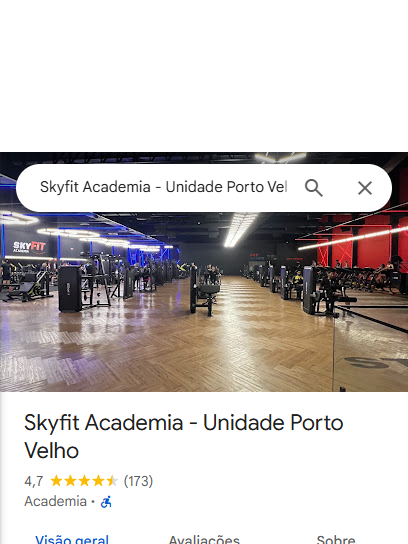 Skyfit Academia - Unidade Porto Vel
SKYFIT
ACADEMIA
Skyfit Academia - Unidade Porto
Velho
4,7 (173)
Academia ·
Visão geral Avaliações Sobre